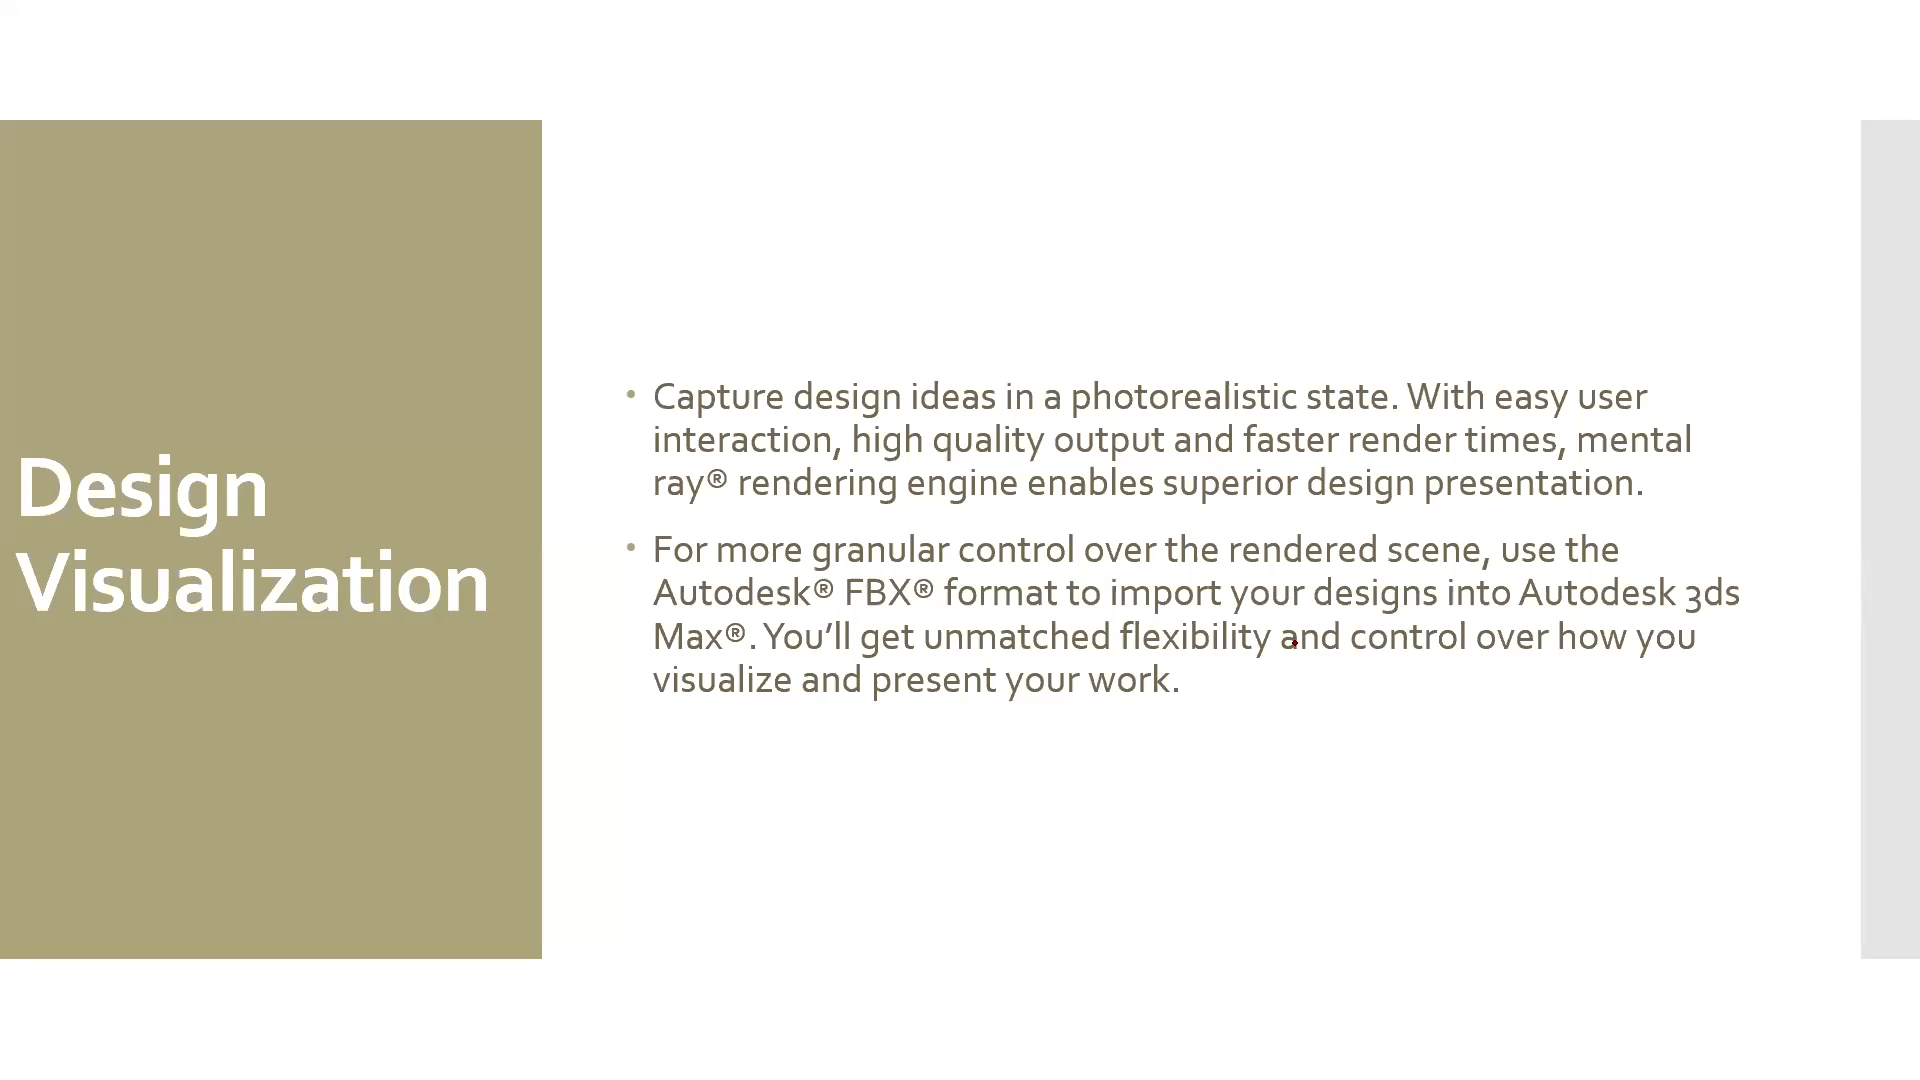 Design
Visualization
• Capture design ideas in a photorealistic state. With easy user
interaction, high quality output and faster render times, mental
ray® rendering engine enables superior design presentation.
• For more granular control over the rendered scene, use the
Autodesk® FBX® format to import your designs into Autodesk 3ds
Max®. You’ll get unmatched flexibility and control over how you
visualize and present your work.